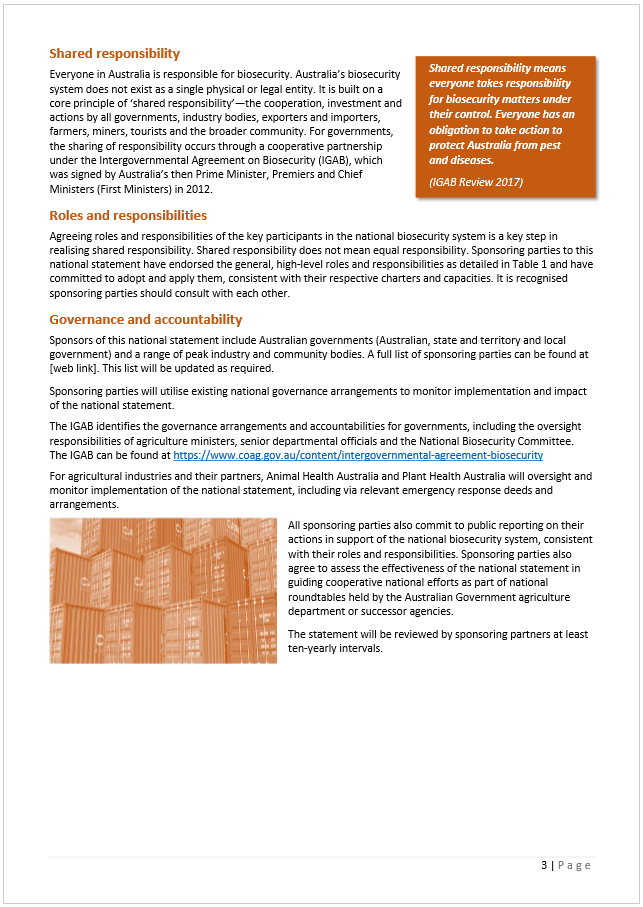 Shared responsibility
Everyone in Australia is responsible for biosecurity. Australia's biosecurity
system does not exist as a single physical or legal entity. It is built on a
core principle of 'shared responsibility'—the cooperation, investment and
actions by all governments, industry bodies, exporters and importers,
farmers, miners, tourists and the broader community. For governments,
the sharing of responsibility occurs through a cooperative partnership
under the Intergovernmental Agreement on Biosecurity (IGAB), which
was signed by Australia's then Prime Minister, Premiers and Chief
Ministers (First Ministers) in 2012.
Shared responsibility means
everyone takes responsibility
for biosecurity matters under
their control. Everyone has an
obligation to take action to
protect Australia from pest
and diseases.
(IGAB Review 2017)
Roles and responsibilities
Agreeing roles and responsibilities of the key participants in the national biosecurity system is a key step in
realising shared responsibility. Shared responsibility does not mean equal responsibility. Sponsoring parties to this
national statement have endorsed the general, high-level roles and responsibilities as detailed in Table 1 and have
committed to adopt and apply them, consistent with their respective charters and capacities. It is recognised
sponsoring parties should consult with each other.
Governance and accountability
Sponsors of this national statement include Australian governments (Australian, state and territory and local
government) and a range of peak industry and community bodies. A full list of sponsoring parties can be found at
[web link]. This list will be updated as required.
Sponsoring parties will utilise existing national governance arrangements to monitor implementation and impact
of the national statement.
The IGAB identifies the governance arrangements and accountabilities for governments, including the oversight
responsibilities of agriculture ministers, senior departmental officials and the National Biosecurity Committee.
The IGAB can be found at https://www.coag.gov.au/content/intergovernmental-agreement-biosecurity
For agricultural industries and their partners, Animal Health Australia and Plant Health Australia will oversight and
monitor implementation of the national statement, including via relevant emergency response deeds and
arrangements.
All sponsoring parties also commit to public reporting on their
actions in support of the national biosecurity system, consistent
with their roles and responsibilities. Sponsoring parties also
agree to assess the effectiveness of the national statement in
guiding cooperative national efforts as part of national
roundtables held by the Australian Government agriculture
department or successor agencies.
The statement will be reviewed by sponsoring partners at least
ten-yearly intervals.
3 | Page